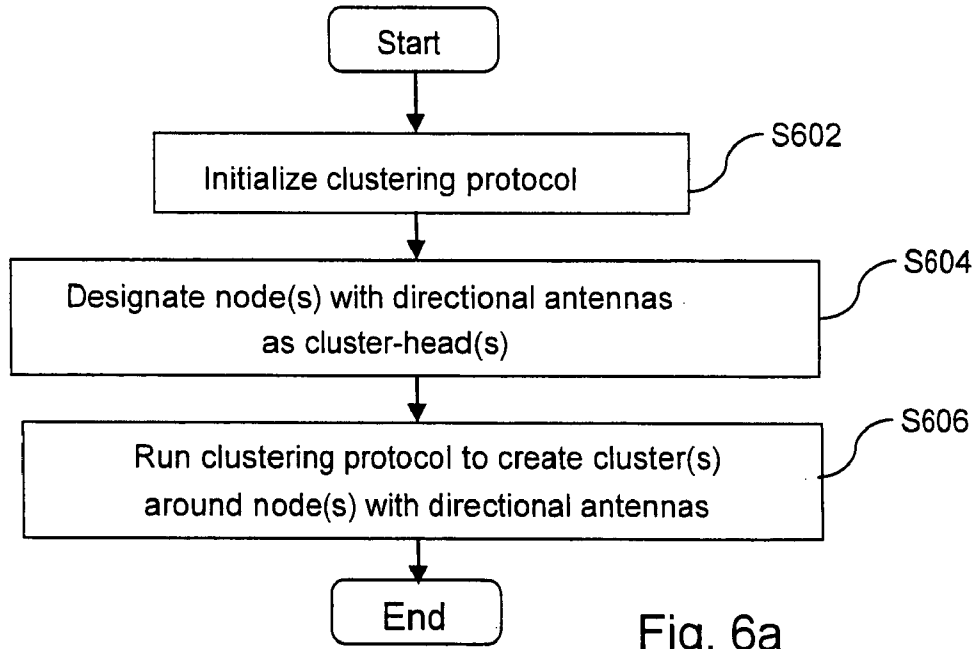 Start
S602
Initialize clustering protocol
S604
Designate node(s) with directional antennas
as cluster-head(s)
S606
Run clustering protocol to create cluster(s)
around node(s) with directional antennas
End
Fig. 6a